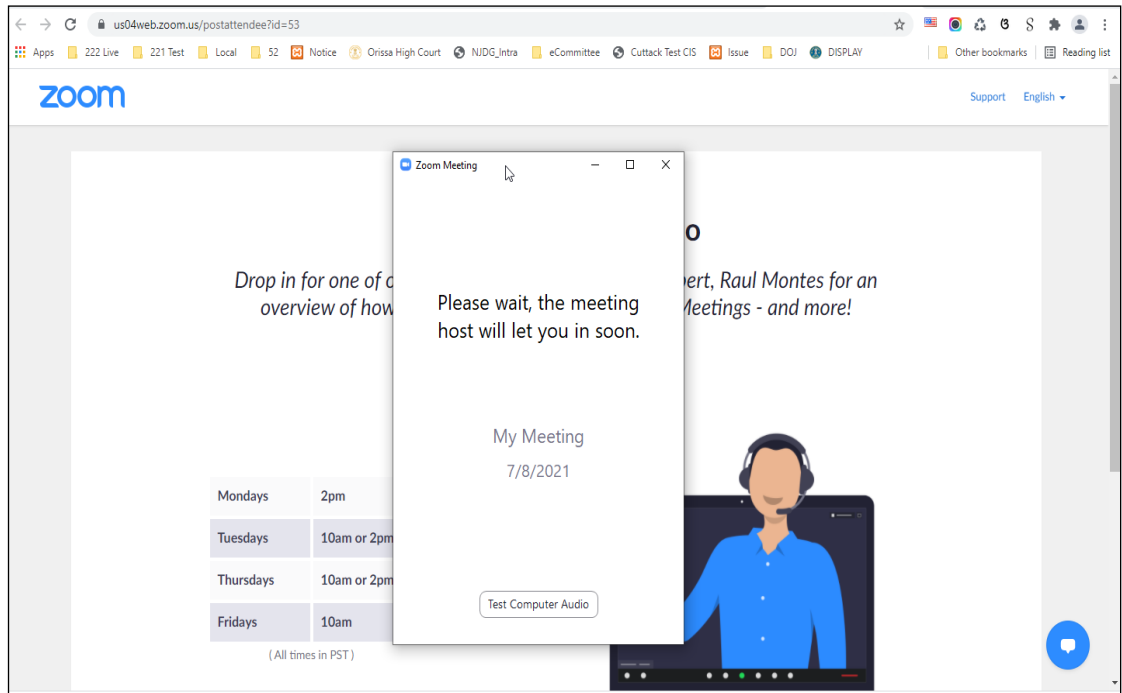 us04web.zoom.us/postattendee?id=53
Apps 222 Live 221 Test Local 52 Notice Orissa High Court NJDG_Intra eCommittee Cuttack Test CIS Issue DOJ DISPLAY Other bookmarks Reading list
zoom Support English
Zoom Meeting
Drop in for one of Raul Montes for an
overview of how Meetings - and more!
Please wait, the meeting
host will let you in soon.
My Meeting
7/8/2021
Mondays 2pm
Tuesdays 10am or 2pm
Thursdays 10am or 2pm
Fridays 10am
( All times in PST )
Test Computer Audio